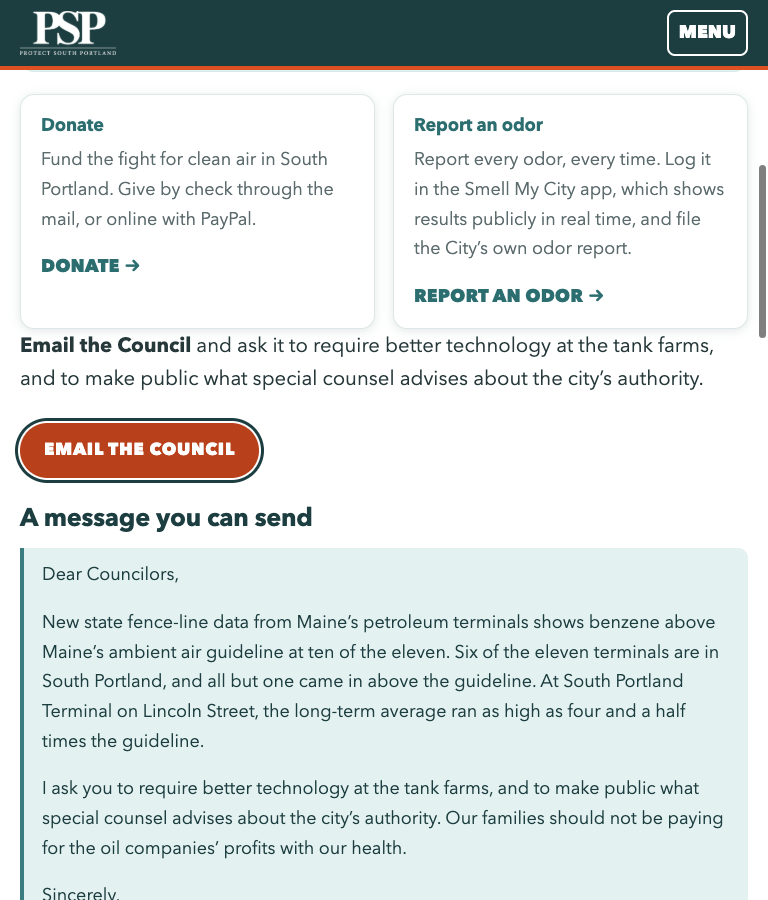 PSP
PROTECT SOUTH PORTLAND
MENU
Donate
Fund the fight for clean air in South
Portland. Give by check through the
mail, or online with PayPal.
DONATE →
Report an odor
Report every odor, every time. Log it
in the Smell My City app, which shows
results publicly in real time, and file
the City’s own odor report.
REPORT AN ODOR →
Email the Council and ask it to require better technology at the tank farms,
and to make public what special counsel advises about the city’s authority.
EMAIL THE COUNCIL
A message you can send
Dear Councilors,
New state fence-line data from Maine’s petroleum terminals shows benzene above
Maine’s ambient air guideline at ten of the eleven. Six of the eleven terminals are in
South Portland, and all but one came in above the guideline. At South Portland
Terminal on Lincoln Street, the long-term average ran as high as four and a half
times the guideline.
I ask you to require better technology at the tank farms, and to make public what
special counsel advises about the city’s authority. Our families should not be paying
for the oil companies’ profits with our health.
Sincerely,